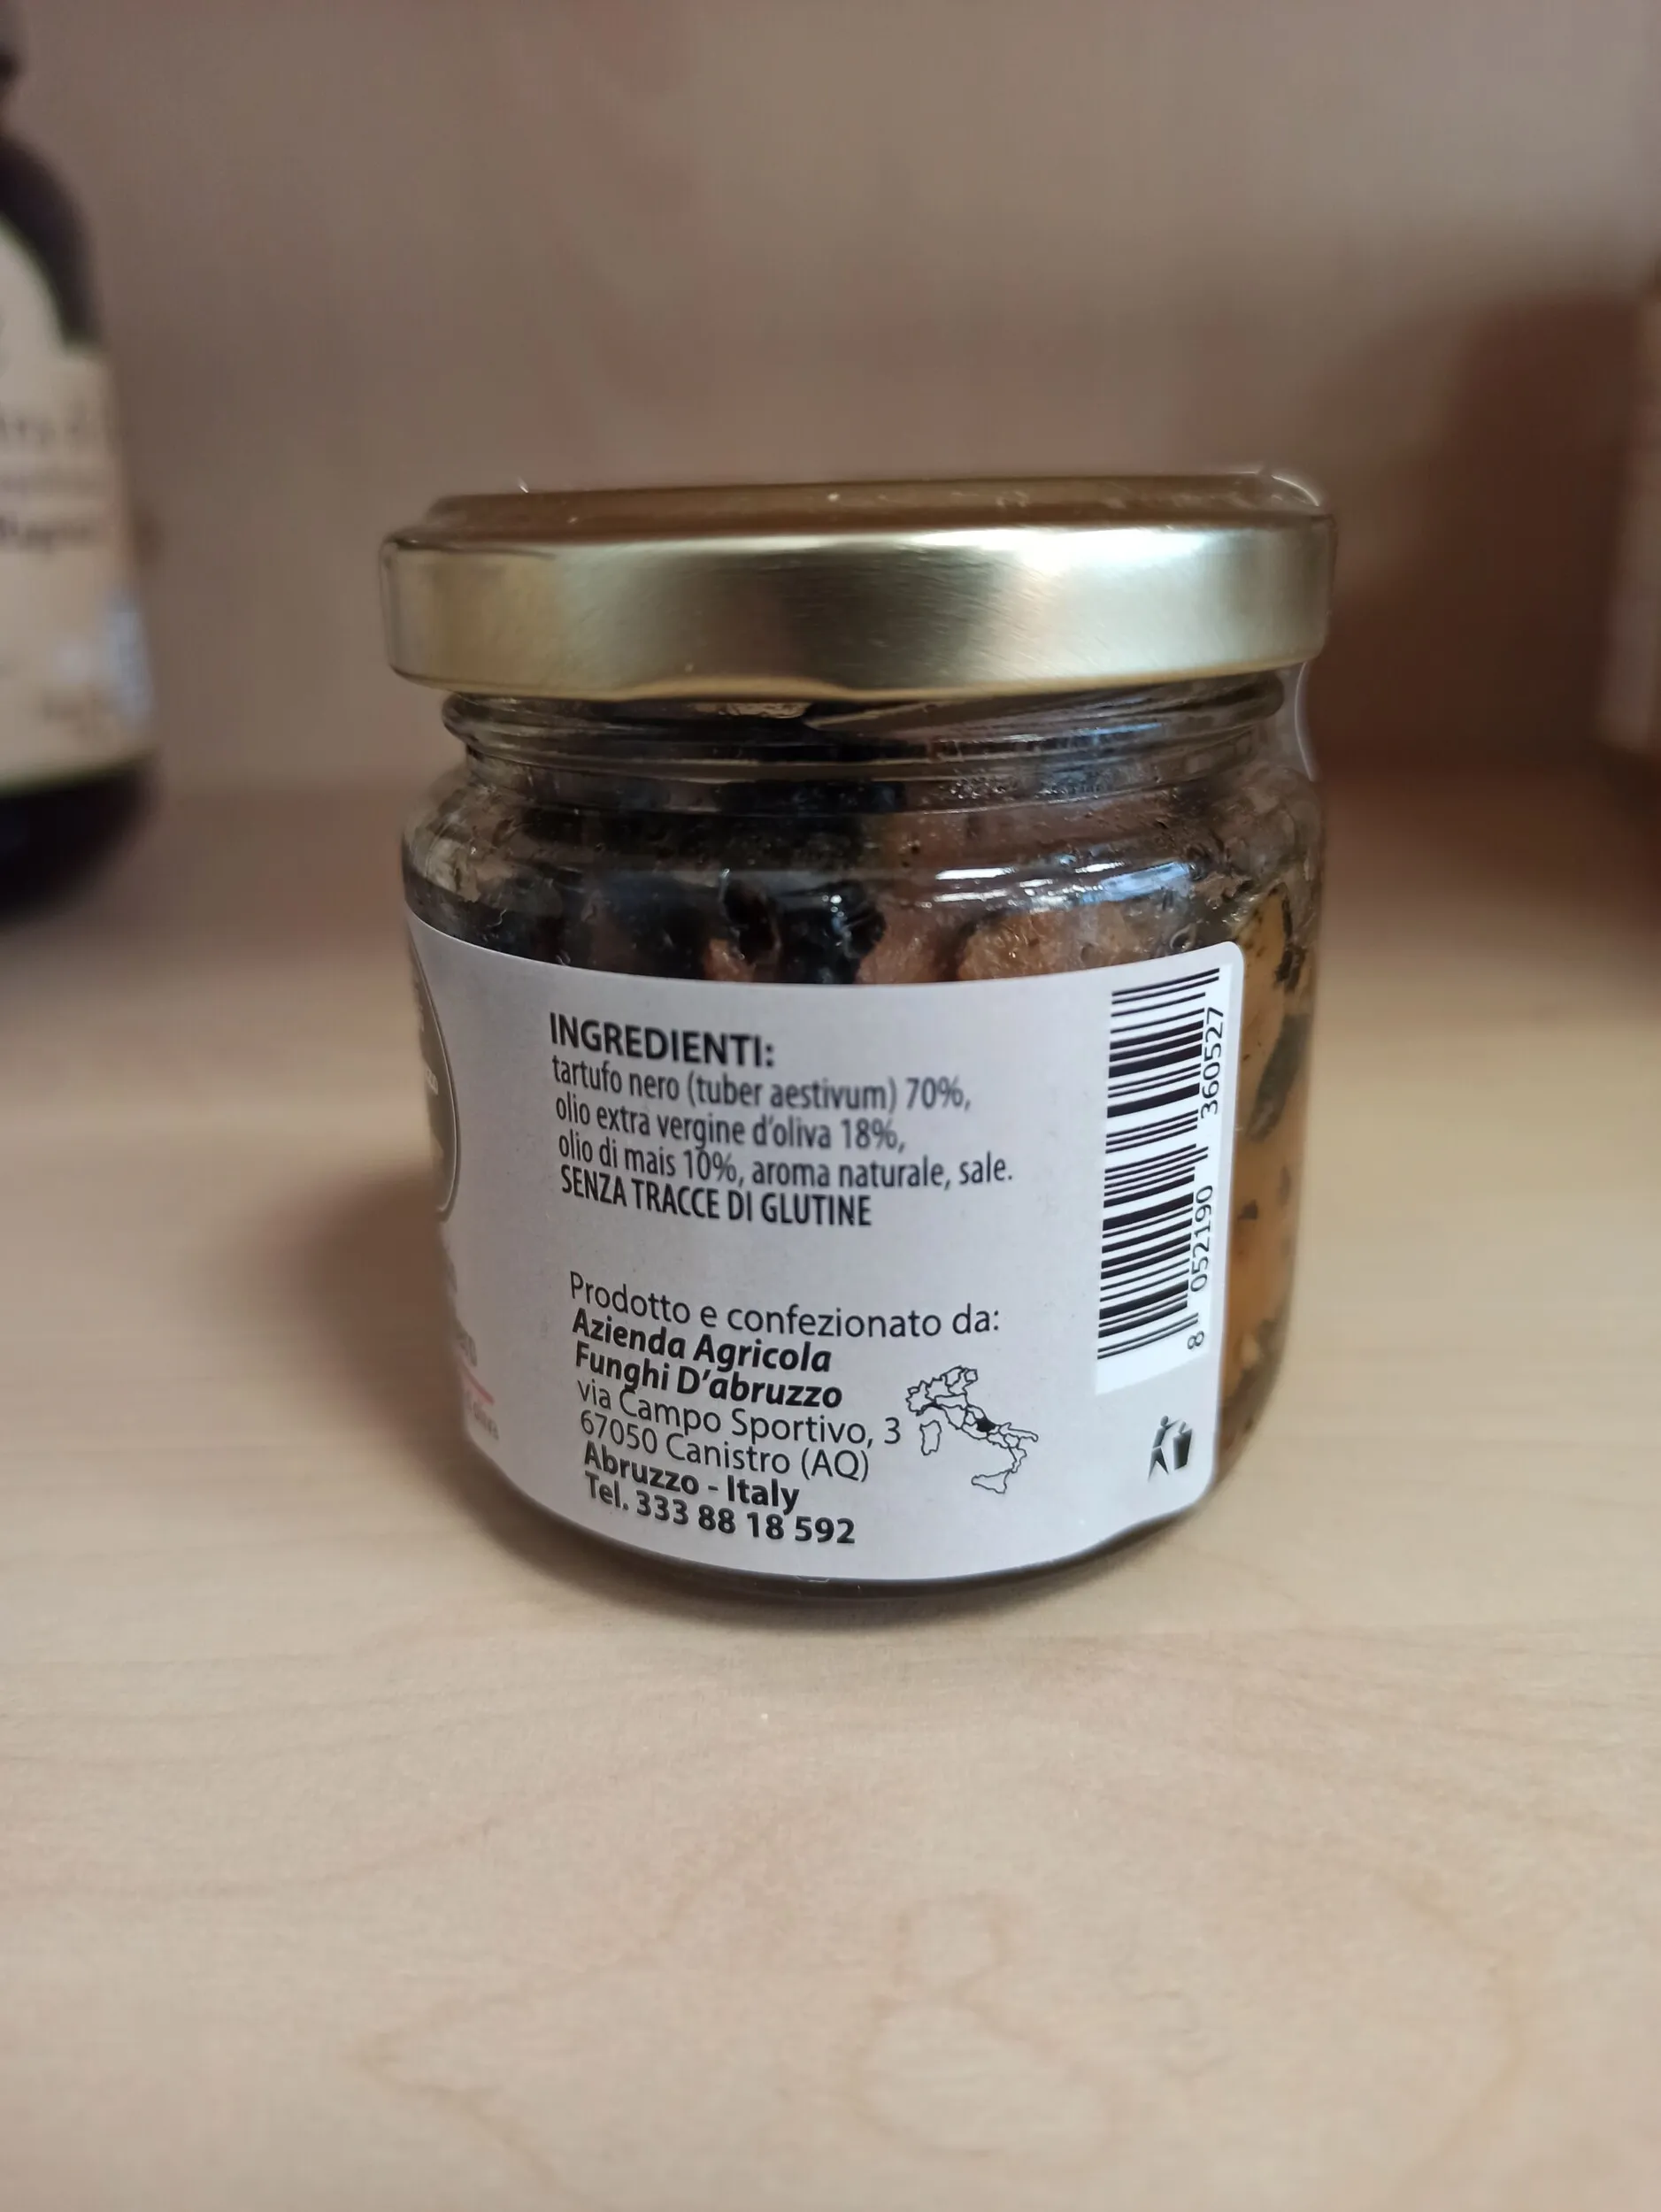 INGREDIENTI:
tartufo nero (tuber aestivum) 70%,
olio extra vergine d'oliva 18%,
olio di mais 10%, aroma naturale, sale.
SENZA TRACCE DI GLUTINE
Prodotto e confezionato da:
Azienda Agricola
Funghi D'abruzzo
via Campo Sportivo, 3
67050 Canistro (AQ)
Abruzzo - Italy
Tel. 333 88 18 592
8 052190 360527